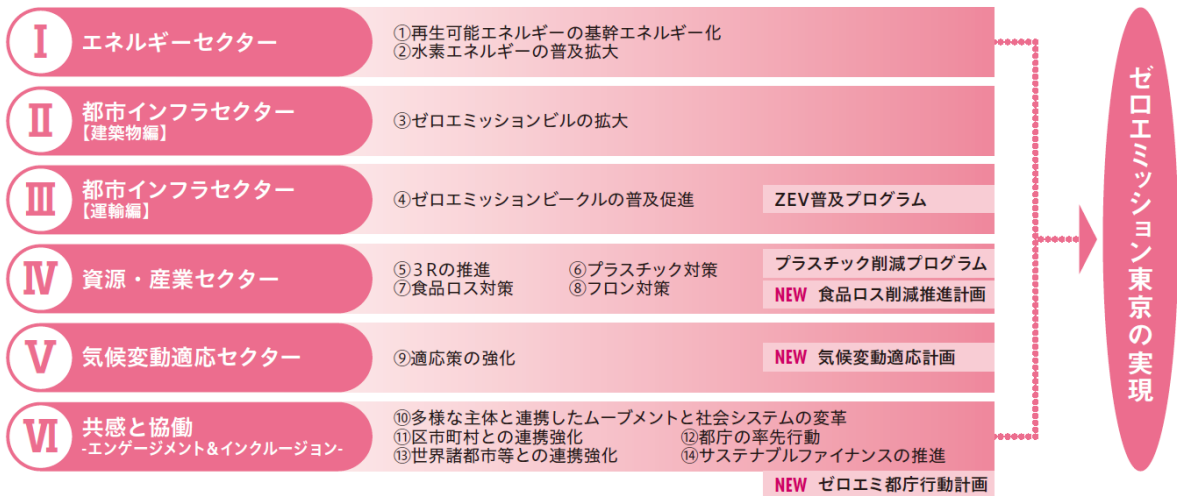 Ⅰ エネルギーセクター
①再生可能エネルギーの基幹エネルギー化
②水素エネルギーの普及拡大
Ⅱ 都市インフラセクター
【建築物編】
③ゼロエミッションビルの拡大
Ⅲ 都市インフラセクター
【運輸編】
④ゼロエミッションビークルの普及促進
ZEV普及プログラム
Ⅳ 資源・産業セクター
⑤3Rの推進 ⑥プラスチック対策
⑦食品ロス対策 ⑧フロン対策
プラスチック削減プログラム
NEW 食品ロス削減推進計画
Ⅴ 気候変動適応セクター
⑨適応策の強化
NEW 気候変動適応計画
Ⅵ 共感と協働
-エンゲージメント&インクルージョン-
⑩多様な主体と連携したムーブメントと社会システムの変革
⑪区市町村との連携強化 ⑫都庁の率先行動
⑬世界諸都市等との連携強化 ⑭サステナブルファイナンスの推進
NEW ゼロエミ都庁行動計画
ゼロエミッション東京の実現